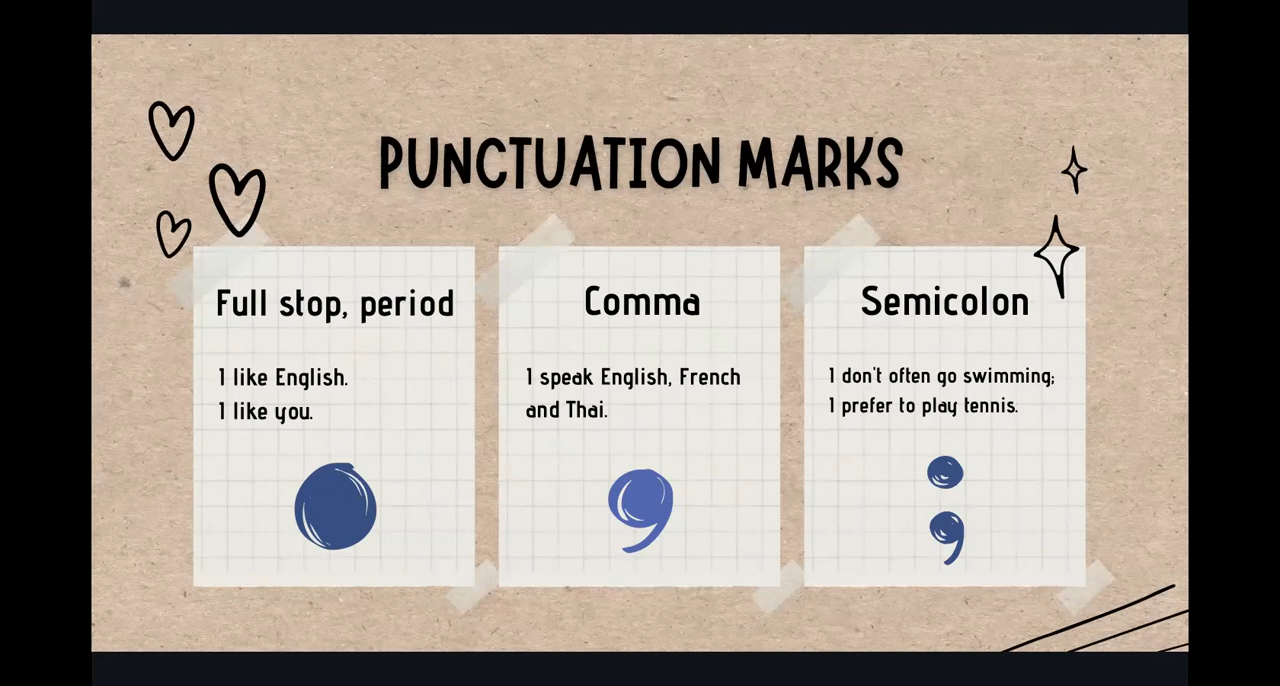 PUNCTUATION MARKS
Full stop, period
I like English.
I like you.
Comma
I speak English, French
and Thai.
Semicolon
I don't often go swimming;
I prefer to play tennis.